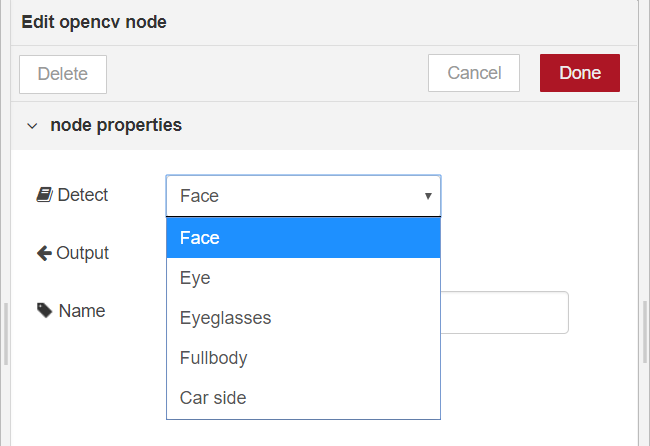 Edit opencv node
Delete
Cancel
Done
node properties
Detect
Face
Face
Output
Eye
Eyeglasses
Name
Fullbody
Car side